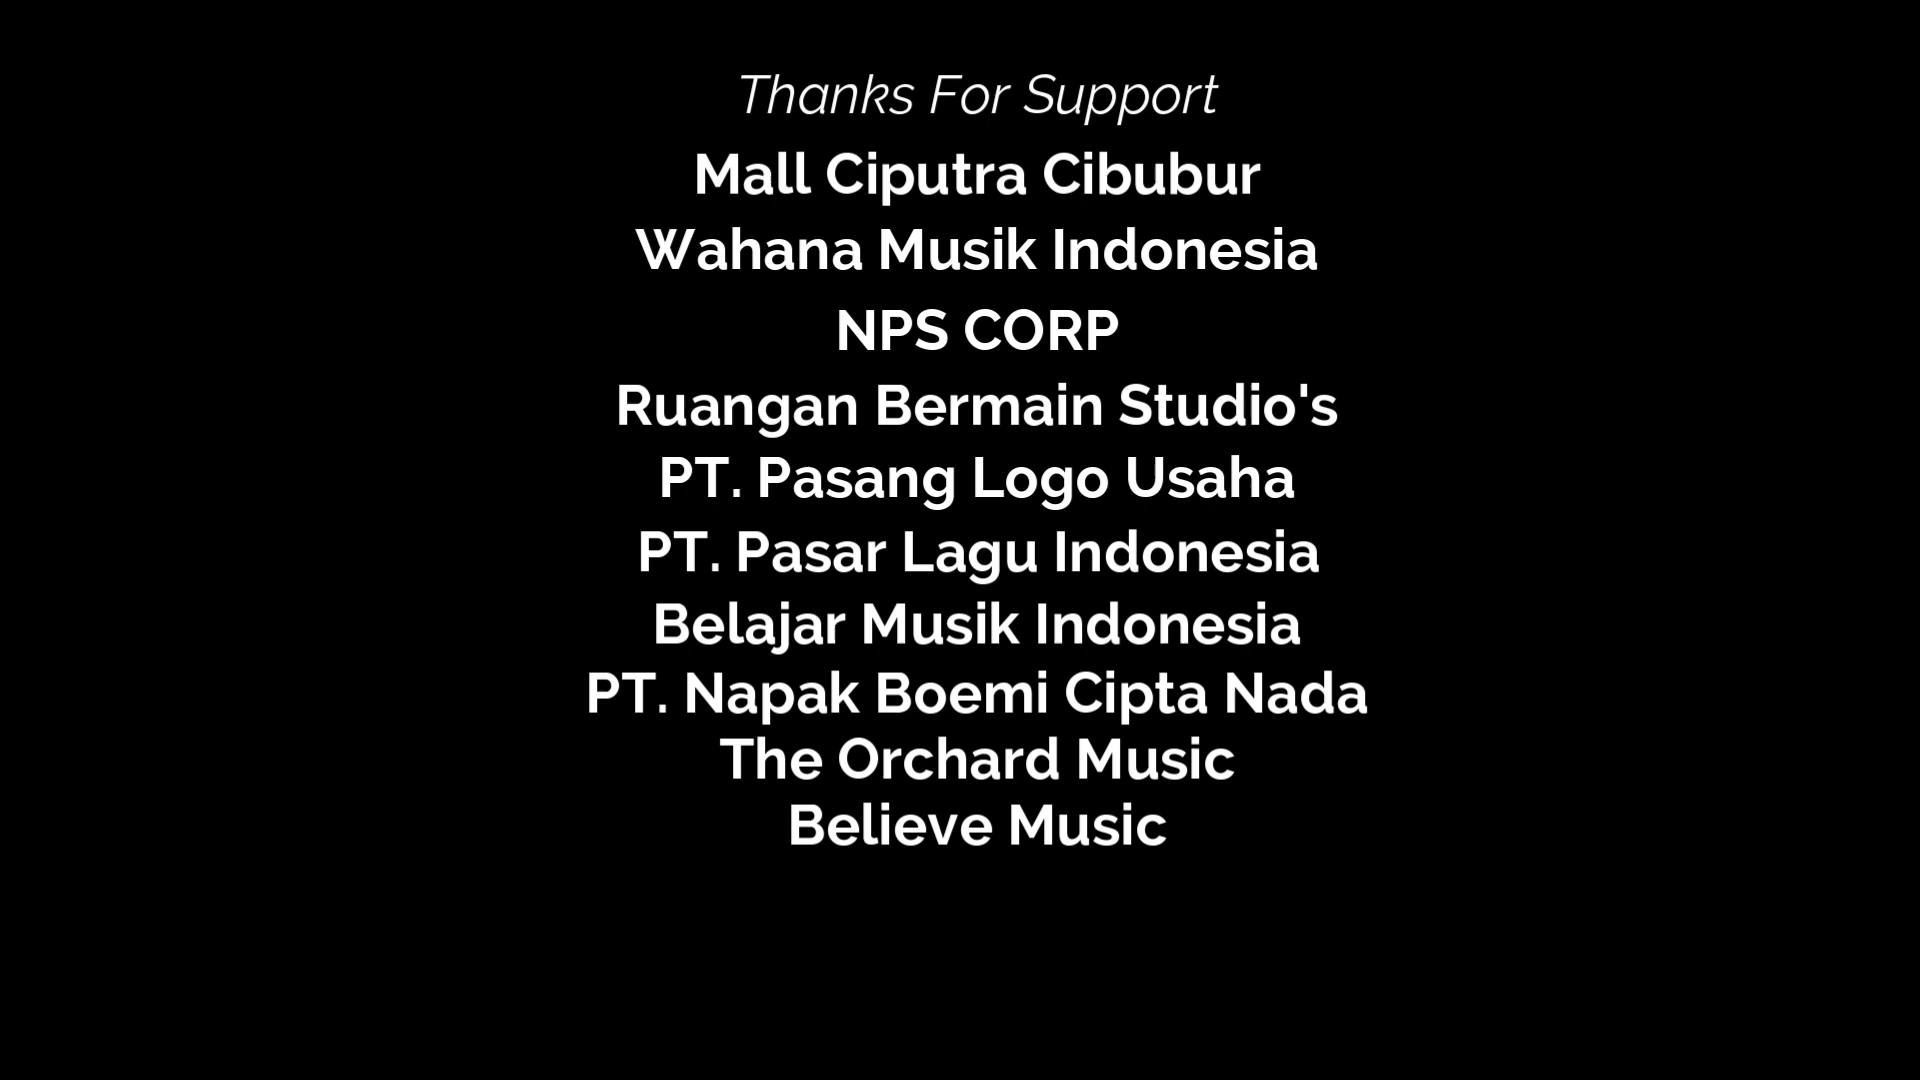 Thanks For Support
Mall Ciputra Cibubur
Wahana Musik Indonesia
NPS CORP
Ruangan Bermain Studio's
PT. Pasang Logo Usaha
PT. Pasar Lagu Indonesia
Belajar Musik Indonesia
PT. Napak Boemi Cipta Nada
The Orchard Music
Believe Music